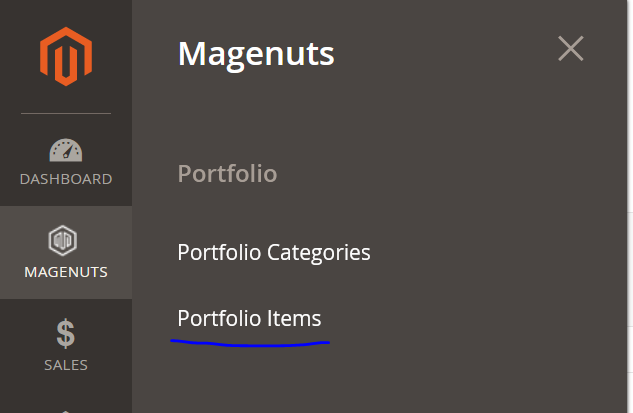 Magenuts
Portfolio
DASHBOARD
Portfolio Categories
MAGENUTS
Portfolio Items
SALES